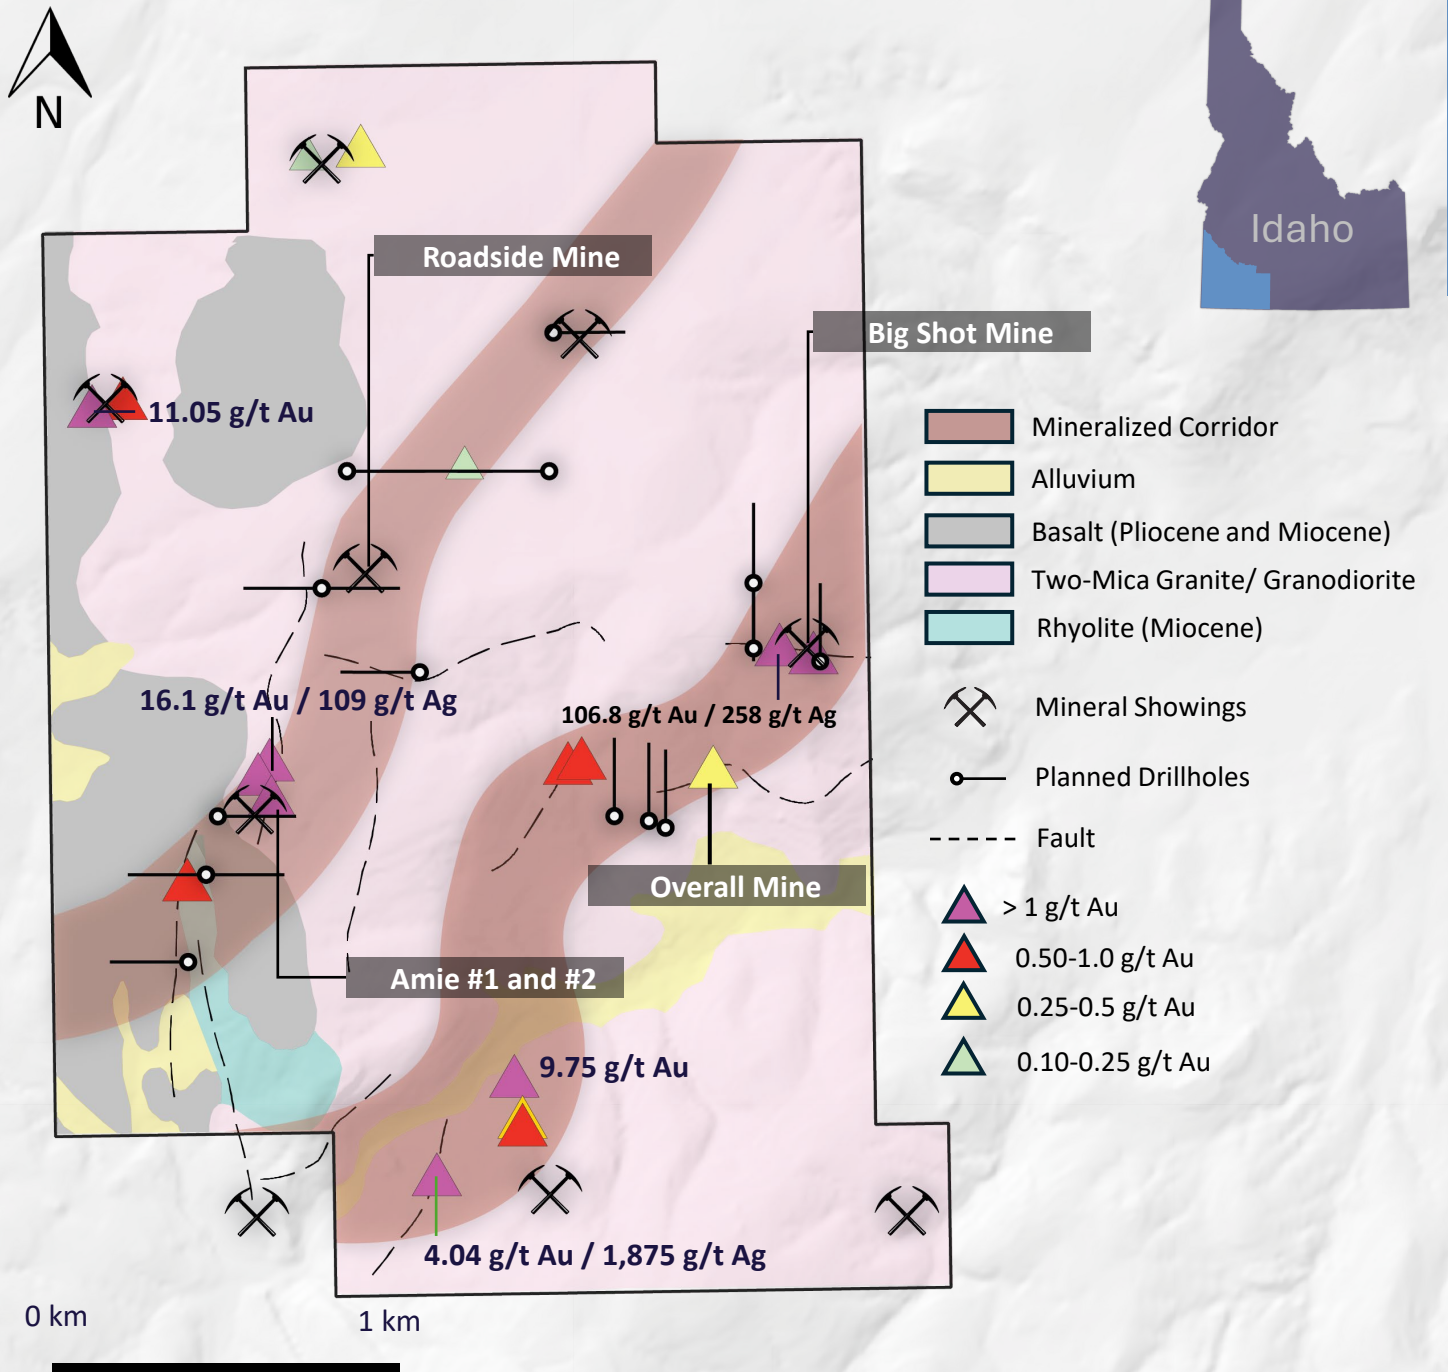 N
Idaho
Roadside Mine
Big Shot Mine
11.05 g/t Au
Mineralized Corridor
Alluvium
Basalt (Pliocene and Miocene)
Two-Mica Granite/ Granodiorite
Rhyolite (Miocene)
16.1 g/t Au / 109 g/t Ag
106.8 g/t Au / 258 g/t Ag
Mineral Showings
Planned Drillholes
Fault
Overall Mine
> 1 g/t Au
0.50-1.0 g/t Au
Amie #1 and #2
0.25-0.5 g/t Au
0.10-0.25 g/t Au
9.75 g/t Au
4.04 g/t Au / 1,875 g/t Ag
0 km
1 km